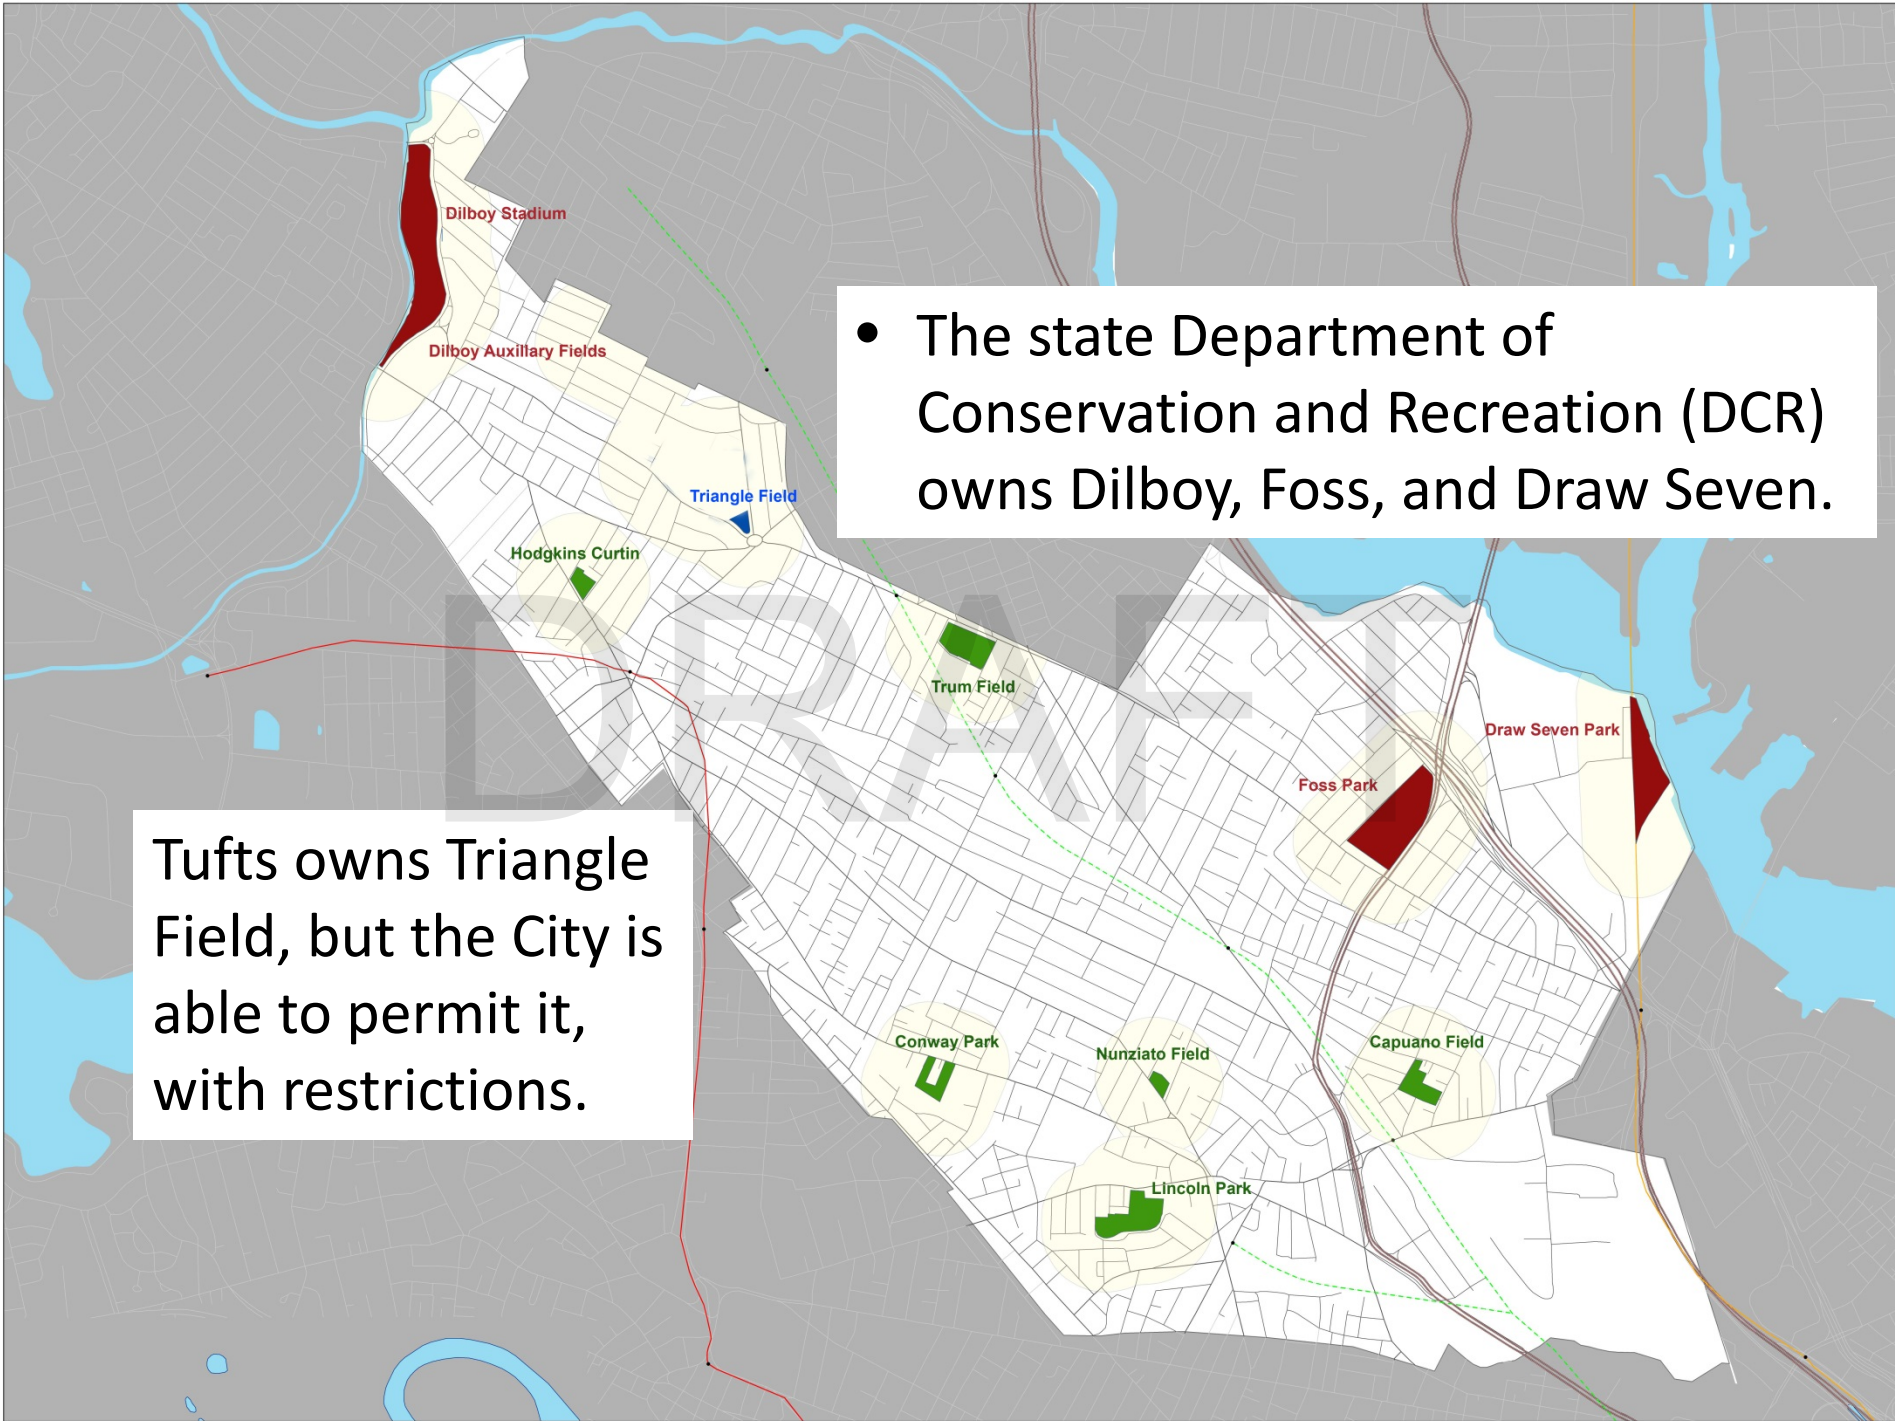 Dilboy Stadium
• The state Department of
Conservation and Recreation (DCR)
owns Dilboy, Foss, and Draw Seven.
Dilboy Auxillary Fields
Triangle Field
Hodgkins Curtin
DRAFT
Trum Field
Draw Seven Park
Foss Park
Tufts owns Triangle
Field, but the City is
able to permit it,
with restrictions.
Conway Park
Nunziato Field
Capuano Field
Lincoln Park